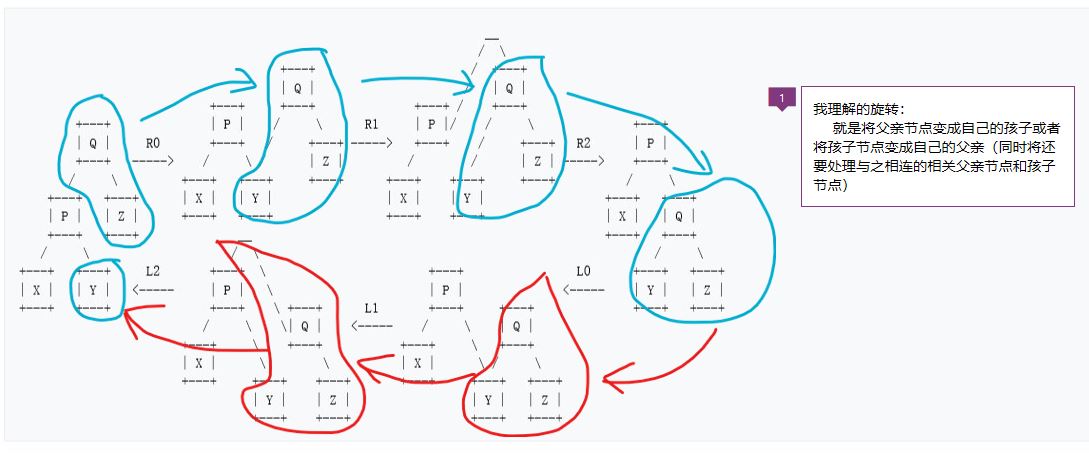 Q Q
P R1 P
Q R0 R2 P
Z Z
X Y X Y
P Z X Q
L2 L0
X Y P P Y Z
L1
Q Q
X X
Y Z Y Z
1
我理解的旋转：
就是将父亲节点变成自己的孩子或者
将孩子节点变成自己的父亲（同时将还
要处理与之相连的相关父亲节点和孩子
节点）